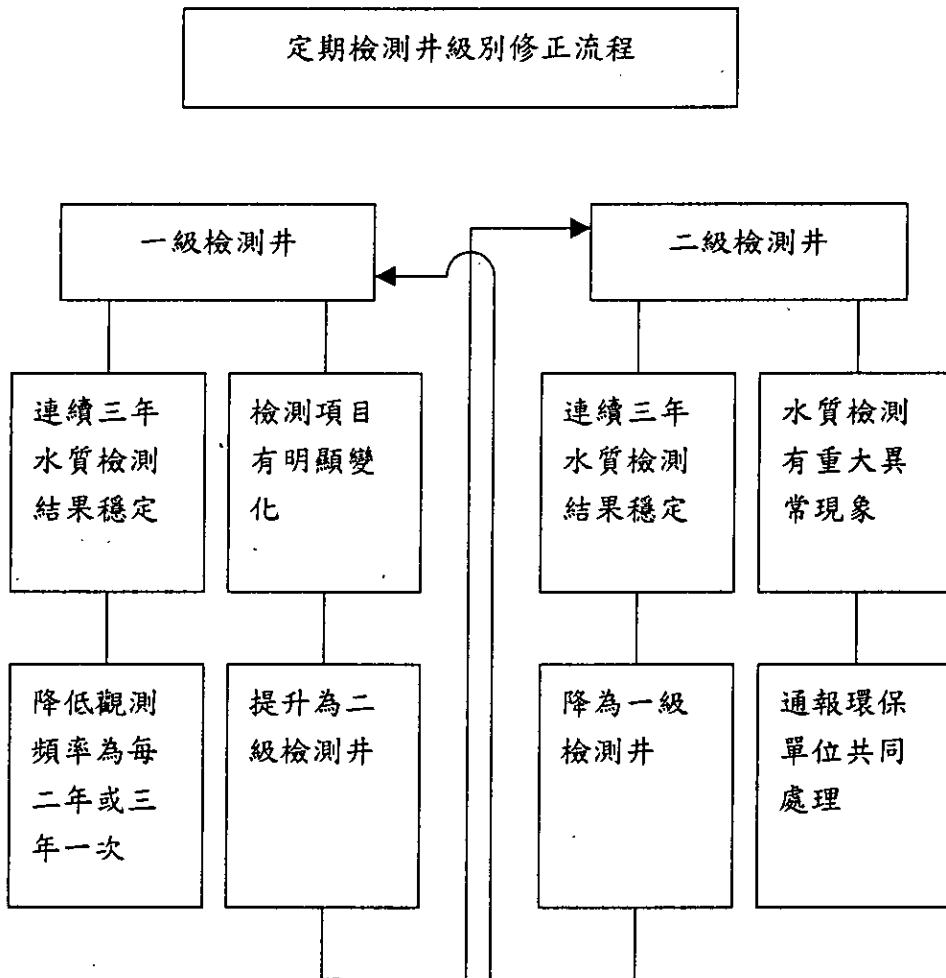 定期檢測井級別修正流程
一級檢測井
二級檢測井
連續三年
水質檢測
結果穩定
檢測項目
有明顯變
化
連續三年
水質檢測
結果穩定
水質檢測
有重大異
常現象
降低觀測
頻率為每
二年或三
年一次
提升為二
級檢測井
降為一級
檢測井
通報環保
單位共同
處理